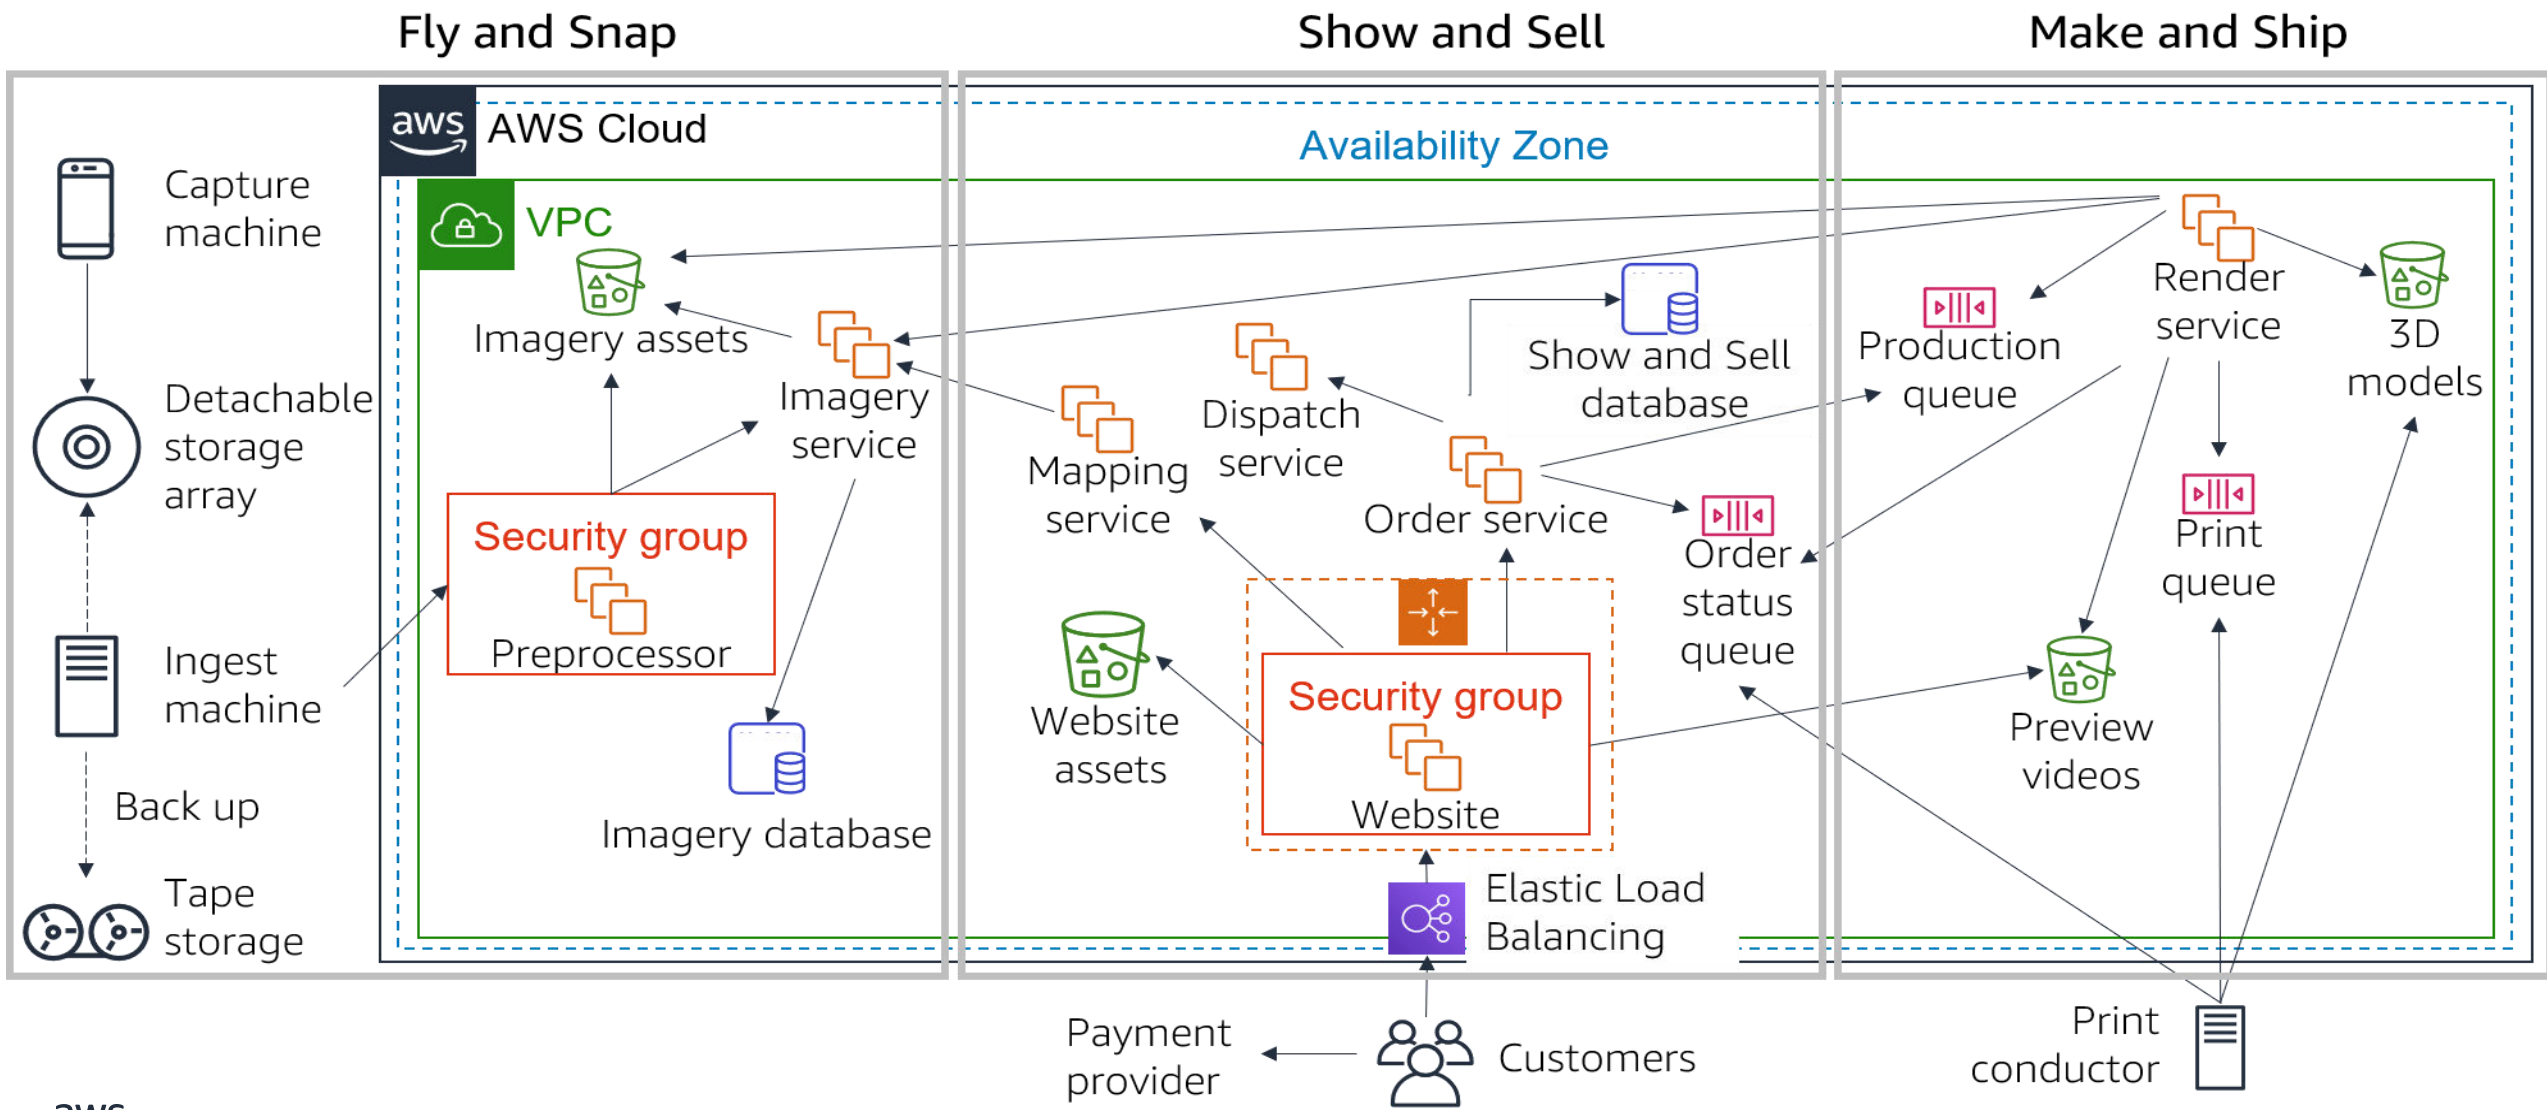 Fly and Snap
Show and Sell
Make and Ship
aws
AWS Cloud
Availability Zone
VPC
Capture
machine
Detachable
storage
array
Ingest
machine
Back up
Tape
storage
Imagery assets
Imagery
service
Security group
Preprocessor
Imagery database
Mapping
service
Dispatch
service
Show and Sell
database
Order service
Order
status
queue
Website
assets
Security group
Website
Elastic Load
Balancing
Production
queue
Render
service
3D
models
Print
queue
Preview
videos
Payment
provider
Customers
Print
conductor
aws